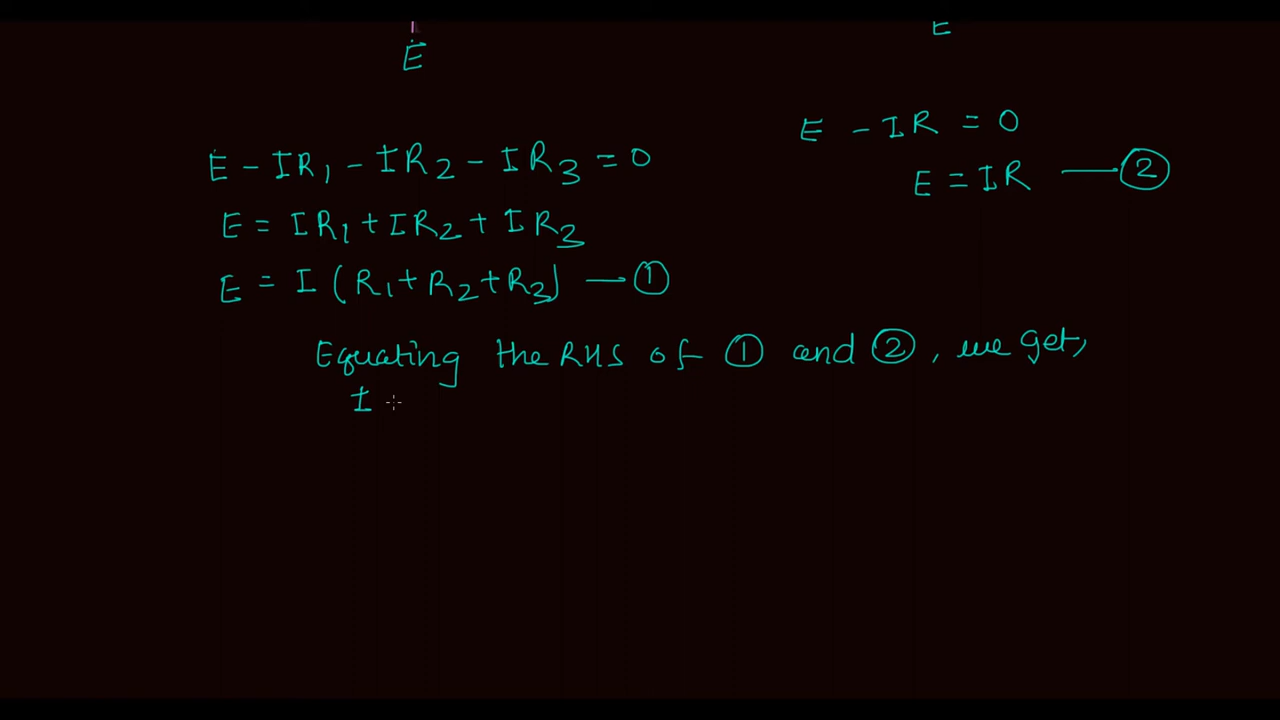 E
E
E - IR₁ - IR₂ - IR₃ = 0
E = IR₁ + IR₂ + IR₃
E = I (R₁ + R₂ + R₃) — ①
E - IR = 0
E = IR — ②
Equating the RHS of ① and ②, we get,
I